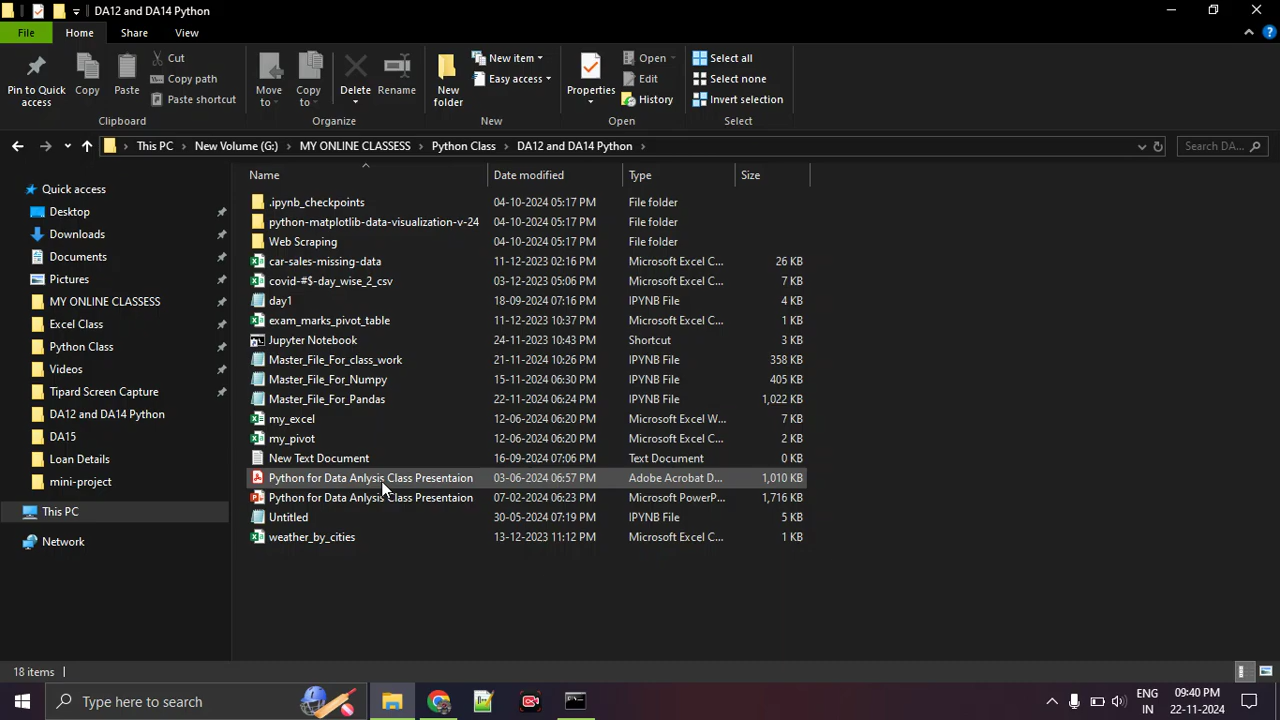 DA12 and DA14 Python
File Home Share View
Pin to Quick access
Copy
Paste
Cut
Copy path
Paste shortcut
Clipboard
Move to
Copy to
Delete
Rename
Organize
New folder
New item
Easy access
New
Properties
Open
Edit
History
Open
Select all
Select none
Invert selection
Select
This PC New Volume (G:) MY ONLINE CLASSESS Python Class DA12 and DA14 Python
Search DA...
Quick access
Desktop
Downloads
Documents
Pictures
MY ONLINE CLASSESS
Excel Class
Python Class
Videos
Tipard Screen Capture
DA12 and DA14 Python
DA15
Loan Details
mini-project
This PC
Network
Name Date modified Type Size
.ipynb_checkpoints 04-10-2024 05:17 PM File folder
python-matplotlib-data-visualization-v-24 04-10-2024 05:17 PM File folder
Web Scraping 04-10-2024 05:17 PM File folder
car-sales-missing-data 11-12-2023 02:16 PM Microsoft Excel C... 26 KB
covid-#$-day_wise_2_csv 03-12-2023 05:06 PM Microsoft Excel C... 7 KB
day1 18-09-2024 07:16 PM IPYNB File 4 KB
exam_marks_pivot_table 11-12-2023 10:37 PM Microsoft Excel C... 1 KB
Jupyter Notebook 24-11-2023 10:43 PM Shortcut 3 KB
Master_File_For_class_work 21-11-2024 10:26 PM IPYNB File 358 KB
Master_File_For_Numpy 15-11-2024 06:30 PM IPYNB File 405 KB
Master_File_For_Pandas 22-11-2024 06:24 PM IPYNB File 1,022 KB
my_excel 12-06-2024 06:20 PM Microsoft Excel W... 7 KB
my_pivot 12-06-2024 06:20 PM Microsoft Excel C... 2 KB
New Text Document 16-09-2024 07:06 PM Text Document 0 KB
Python for Data Anlysis Class Presentaion 03-06-2024 06:57 PM Adobe Acrobat D... 1,010 KB
Python for Data Anlysis Class Presentaion 07-02-2024 06:23 PM Microsoft PowerP... 1,716 KB
Untitled 30-05-2024 07:19 PM IPYNB File 5 KB
weather_by_cities 13-12-2023 11:12 PM Microsoft Excel C... 1 KB
18 items
Type here to search
ENG
IN
09:40 PM
22-11-2024